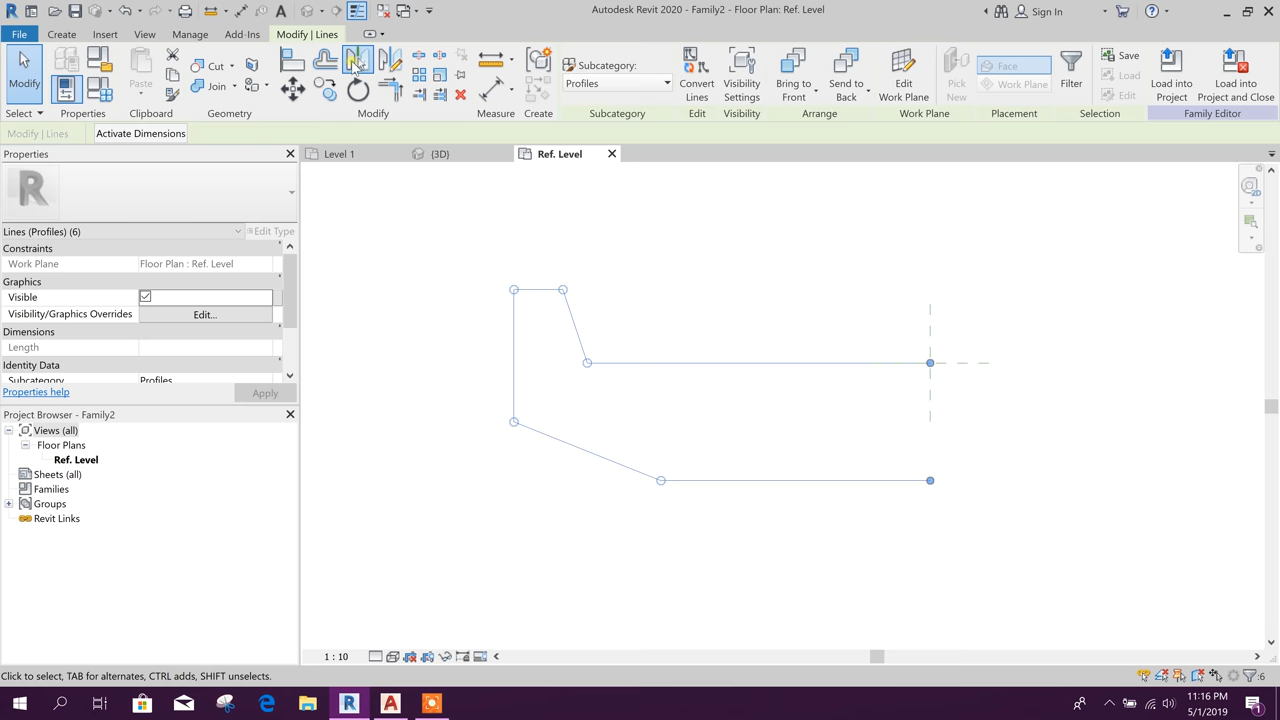 Autodesk Revit 2020 - Family2 - Floor Plan: Ref. Level
Sign In
File
Create
Insert
Annotate
View
Manage
Add-Ins
Modify | Lines
Modify
Paste
Cut
Join
Subcategory:
Profiles
Convert
Lines
Visibility
Settings
Bring to
Front
Send to
Back
Edit
Work Plane
Pick
New
Face
Work Plane
Filter
Save
Load
Edit
Load into
Project
Load into
Project and Close
Select
Properties
Clipboard
Geometry
Modify
Measure
Create
Subcategory
Edit
Visibility
Arrange
Work Plane
Placement
Selection
Family Editor
Modify | Lines
Activate Dimensions
Properties
Level 1
{3D}
Ref. Level
R
2D
Lines (Profiles) (6)
Edit Type
Constraints
Work Plane
Floor Plan : Ref. Level
Graphics
Visible
Visibility/Graphics Overrides
Edit...
Dimensions
Length
Identity Data
Subcategory
Profiles
Properties help
Apply
Project Browser - Family2
Views (all)
Floor Plans
Ref. Level
Sheets (all)
Families
Groups
Revit Links
1 : 10
Click to select, TAB for alternates, CTRL adds, SHIFT unselects.
:6
11:16 PM
5/1/2019
1